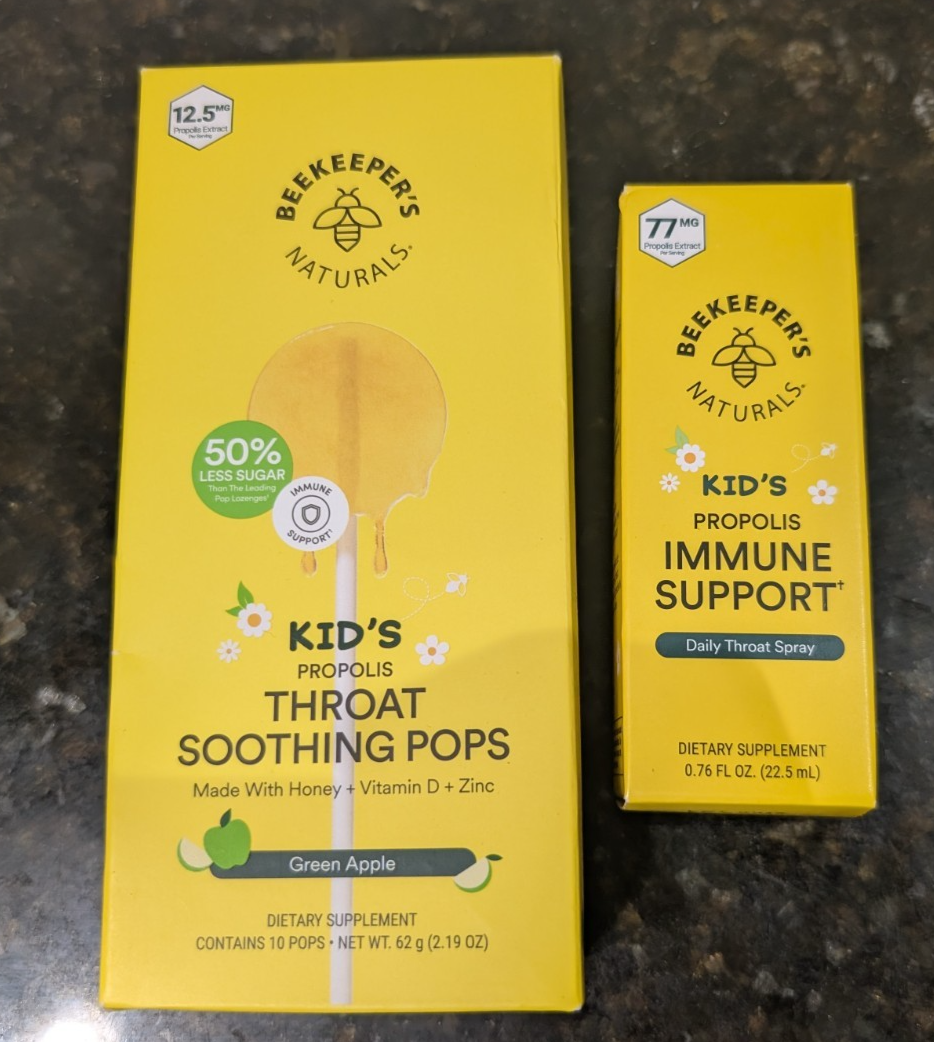 12.5MG
Propolis Extract
Per Serving
BEEKEEPER'S
NATURALS®
50%
LESS SUGAR
Than The Leading
Pop Lozenges†
IMMUNE
SUPPORT†
KID'S
PROPOLIS
THROAT
SOOTHING POPS
Made With Honey + Vitamin D + Zinc
Green Apple
DIETARY SUPPLEMENT
CONTAINS 10 POPS • NET WT. 62 g (2.19 OZ)
77MG
Propolis Extract
Per Serving
BEEKEEPER'S
NATURALS®
KID'S
PROPOLIS
IMMUNE
SUPPORT†
Daily Throat Spray
DIETARY SUPPLEMENT
0.76 FL OZ. (22.5 mL)